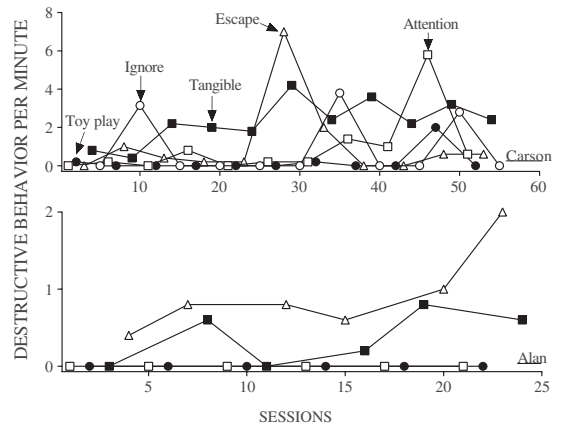 DESTRUCTIVE BEHAVIOR PER MINUTE
8
6
4
2
0
Escape
Attention
Ignore
Tangible
Toy play
Carson
10 20 30 40 50 60
2
1
0
Alan
5 10 15 20 25
SESSIONS